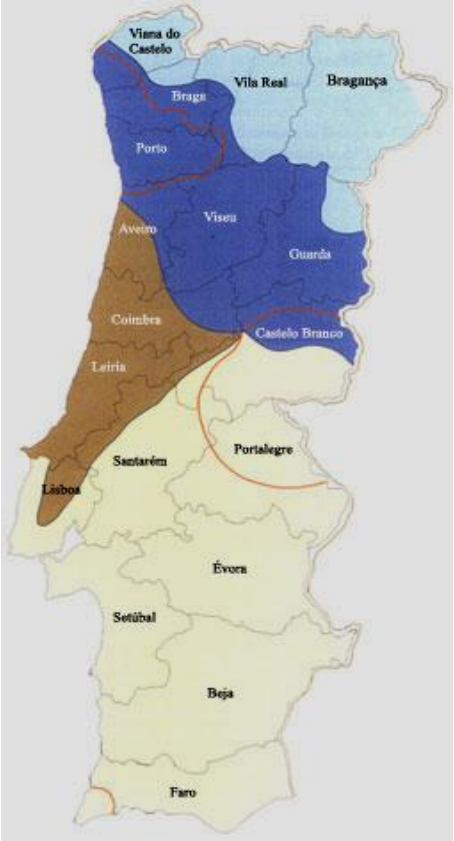 Viana do
Castelo
Vila Real
Bragança
Braga
Porto
Viseu
Aveiro
Guarda
Coimbra
Castelo Branco
Leiria
Portalegre
Santarém
Lisboa
Évora
Setúbal
Beja
Faro